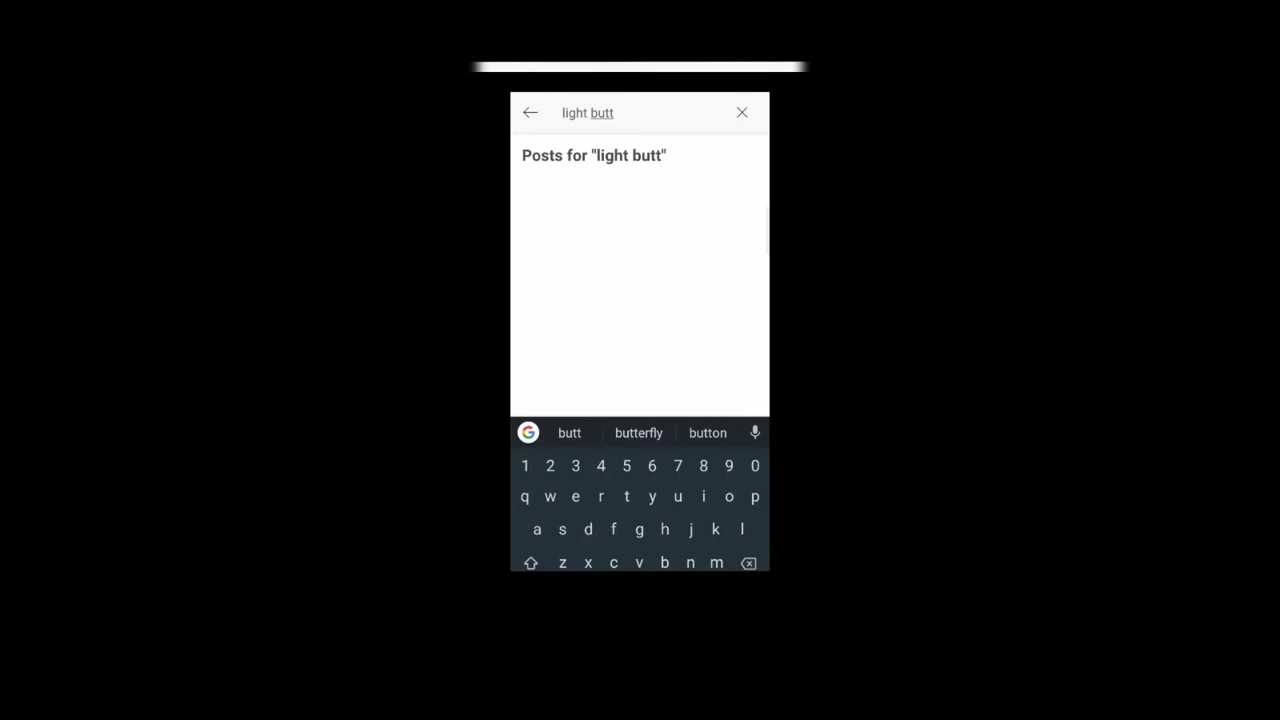 light butt
Posts for "light butt"
butt butterfly button
1 2 3 4 5 6 7 8 9 0
q w e r t y u i o p
a s d f g h j k l
z x c v b n m